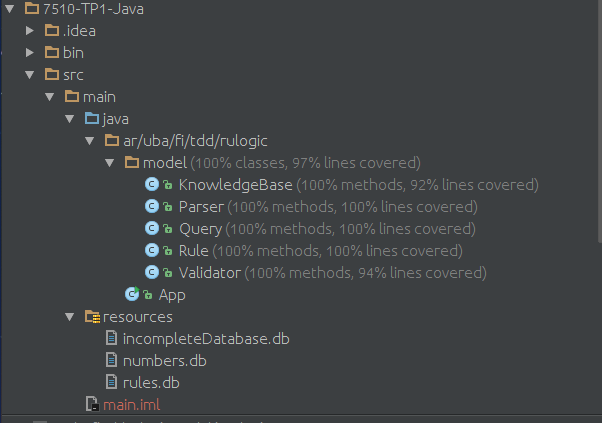 7510-TP1-Java
.idea
bin
src
main
java
ar/uba/fi/tdd/rulogic
model (100% classes, 97% lines covered)
KnowledgeBase (100% methods, 92% lines covered)
Parser (100% methods, 100% lines covered)
Query (100% methods, 100% lines covered)
Rule (100% methods, 100% lines covered)
Validator (100% methods, 94% lines covered)
App
resources
incompleteDatabase.db
numbers.db
rules.db
main.iml